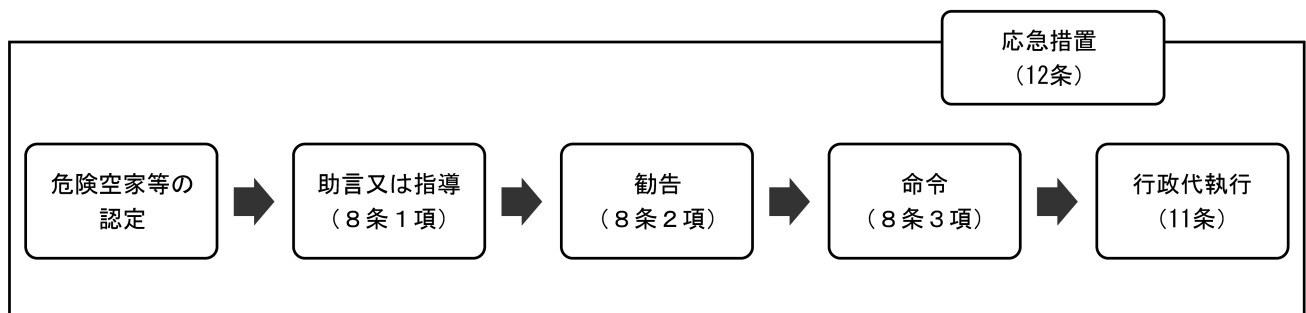 応急措置
（12条）
危険空家等の
認定
助言又は指導
（８条１項）
勧告
（８条２項）
命令
（８条３項）
行政代執行
（11条）